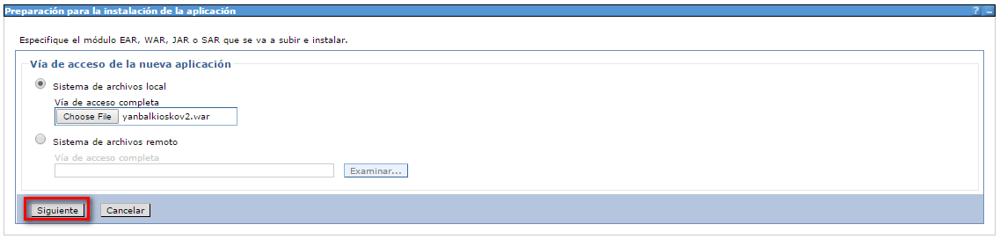 Preparación para la instalación de la aplicación ? _
Especifique el módulo EAR, WAR, JAR o SAR que se va a subir e instalar.
Vía de acceso de la nueva aplicación
Sistema de archivos local
Vía de acceso completa
Choose File yanbalkioskov2.war
Sistema de archivos remoto
Vía de acceso completa
Examinar...
Siguiente Cancelar